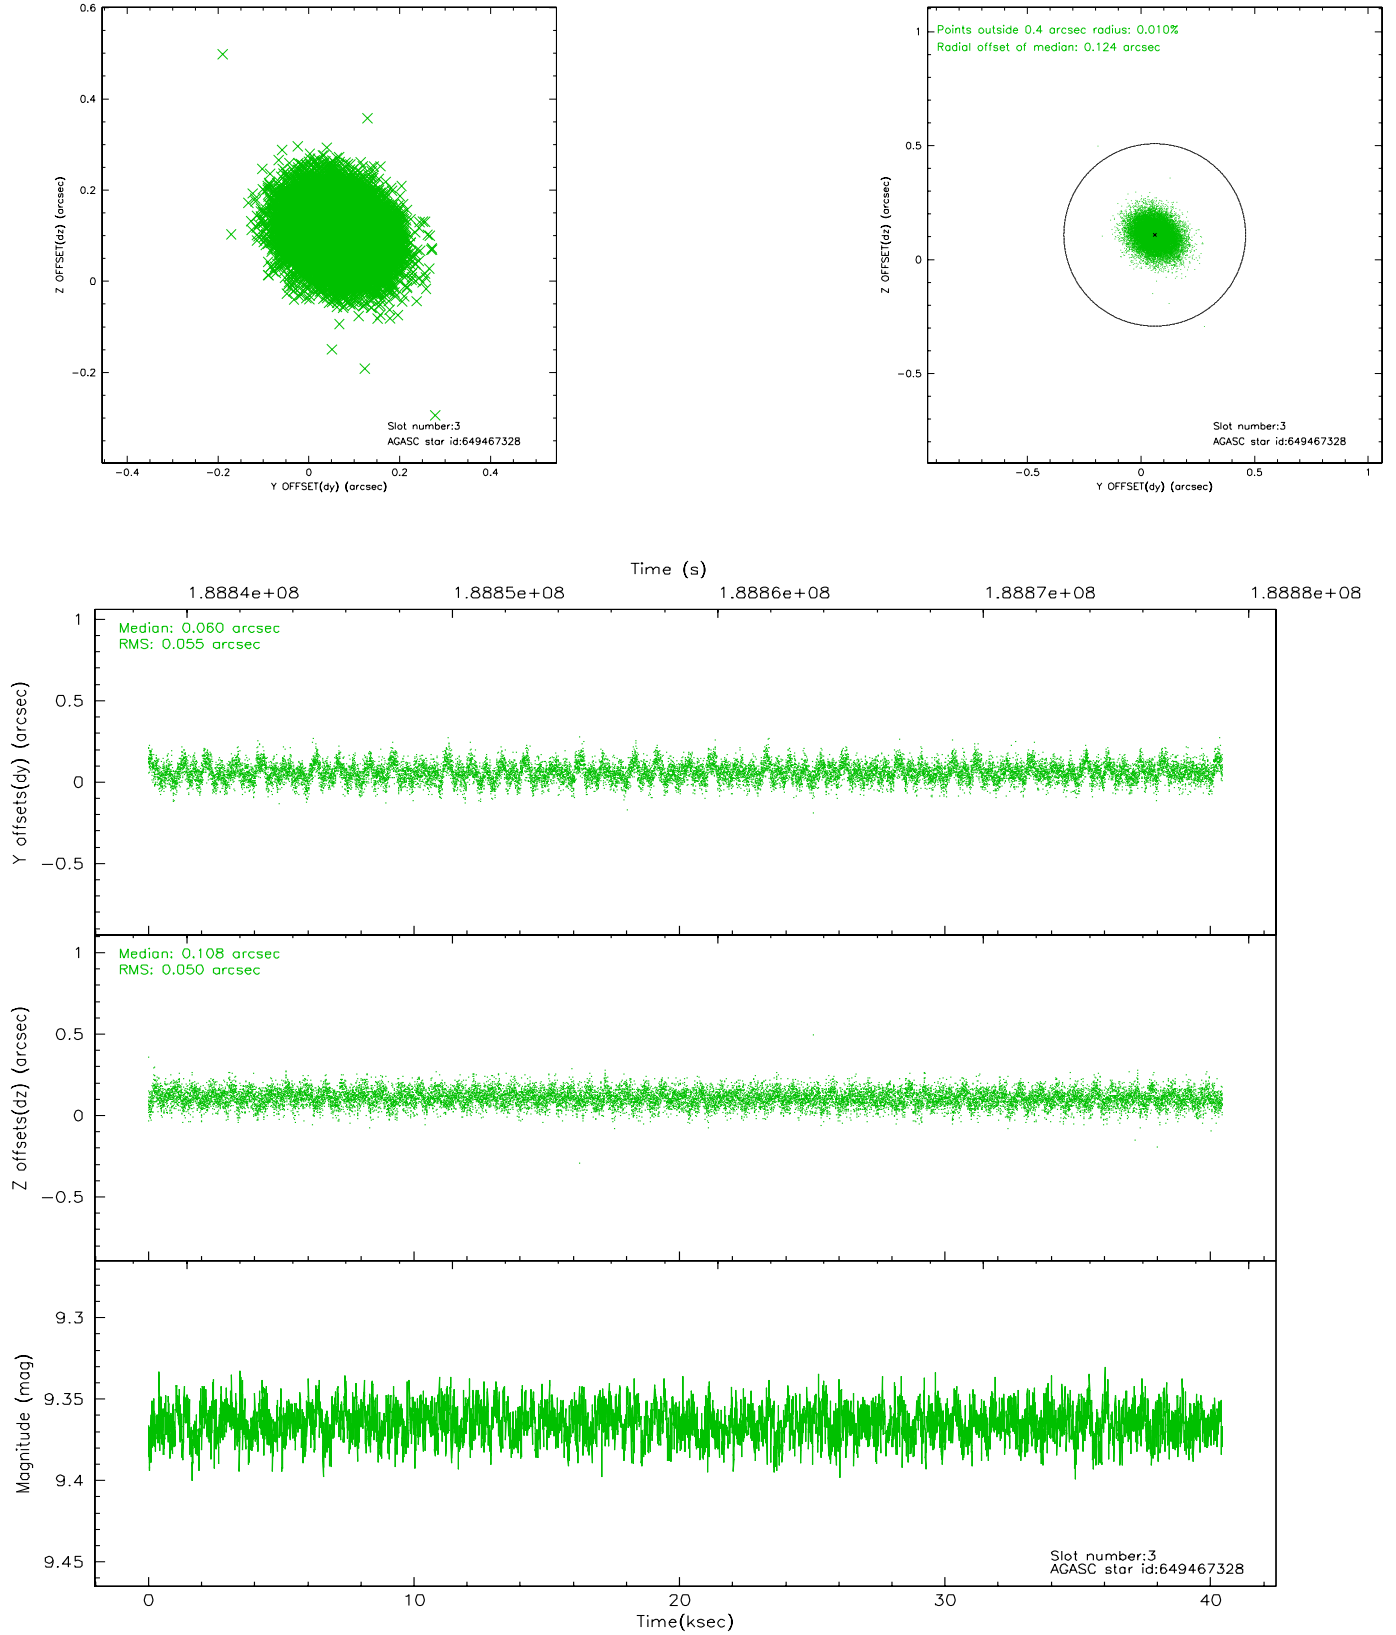 0.6
0.4
0.2
0
−0.2
−0.4
−0.2
0
0.2
0.4
Z OFFSET(dz) (arcsec)
Y OFFSET(dy) (arcsec)
Slot number:3
AGASC star id:649467328
Points outside 0.4 arcsec radius: 0.010%
Radial offset of median: 0.124 arcsec
1
0.5
0
−0.5
−0.5
0
0.5
1
Z OFFSET(dz) (arcsec)
Y OFFSET(dy) (arcsec)
Slot number:3
AGASC star id:649467328
Time (s)
1.8884e+08
1.8885e+08
1.8886e+08
1.8887e+08
1.8888e+08
Median: 0.060 arcsec
RMS: 0.055 arcsec
1
0.5
0
−0.5
Y offsets(dy) (arcsec)
Median: 0.108 arcsec
RMS: 0.050 arcsec
1
0.5
0
−0.5
Z offsets(dz) (arcsec)
9.3
9.35
9.4
9.45
Magnitude (mag)
Slot number:3
AGASC star id:649467328
0
10
20
30
40
Time(ksec)